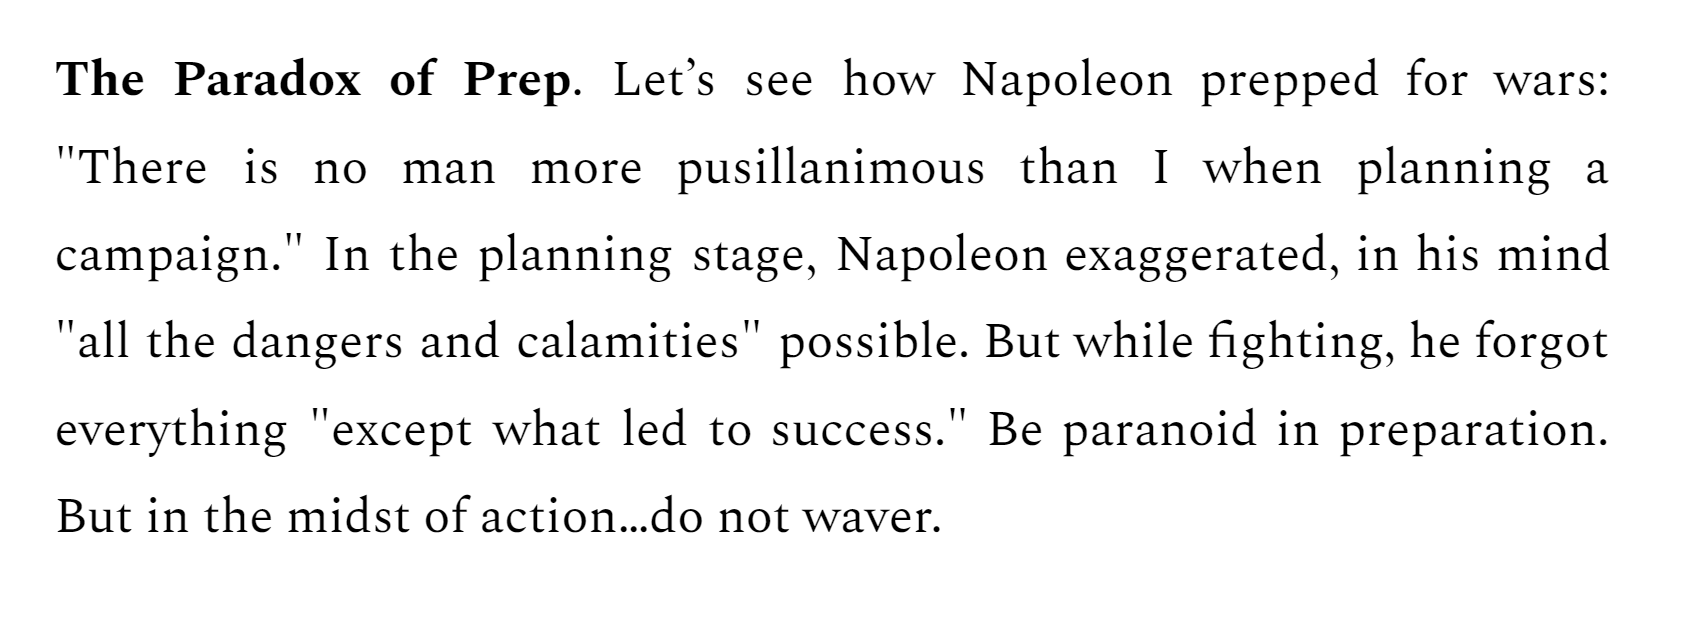 The Paradox of Prep. Let’s see how Napoleon prepped for wars:
"There is no man more pusillanimous than I when planning a
campaign." In the planning stage, Napoleon exaggerated, in his mind
"all the dangers and calamities" possible. But while fighting, he forgot
everything "except what led to success." Be paranoid in preparation.
But in the midst of action...do not waver.